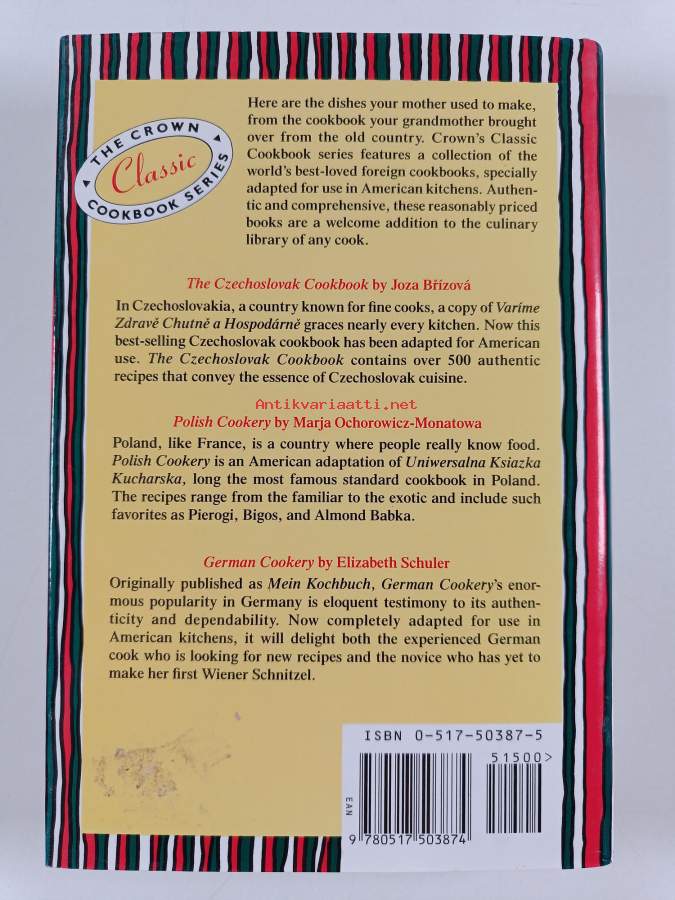 THE CROWN
Classic
COOKBOOK SERIES
Here are the dishes your mother used to make,
from the cookbook your grandmother brought
over from the old country. Crown's Classic
Cookbook series features a collection of the
world's best-loved foreign cookbooks, specially
adapted for use in American kitchens. Authen-
tic and comprehensive, these reasonably priced
books are a welcome addition to the culinary
library of any cook.
The Czechoslovak Cookbook by Joza Břízová
In Czechoslovakia, a country known for fine cooks, a copy of Varíme
Zdravě Chutně a Hospodárně graces nearly every kitchen. Now this
best-selling Czechoslovak cookbook has been adapted for American
use. The Czechoslovak Cookbook contains over 500 authentic
recipes that convey the essence of Czechoslovak cuisine.
Antikvariaatti.net
Polish Cookery by Marja Ochorowicz-Monatowa
Poland, like France, is a country where people really know food.
Polish Cookery is an American adaptation of Uniwersalna Ksiazka
Kucharska, long the most famous standard cookbook in Poland.
The recipes range from the familiar to the exotic and include such
favorites as Pierogi, Bigos, and Almond Babka.
German Cookery by Elizabeth Schuler
Originally published as Mein Kochbuch, German Cookery's enor-
mous popularity in Germany is eloquent testimony to its authen-
ticity and dependability. Now completely adapted for use in
American kitchens, it will delight both the experienced German
cook who is looking for new recipes and the novice who has yet to
make her first Wiener Schnitzel.
ISBN 0-517-50387-5
51500>
EAN
9 780517 503874